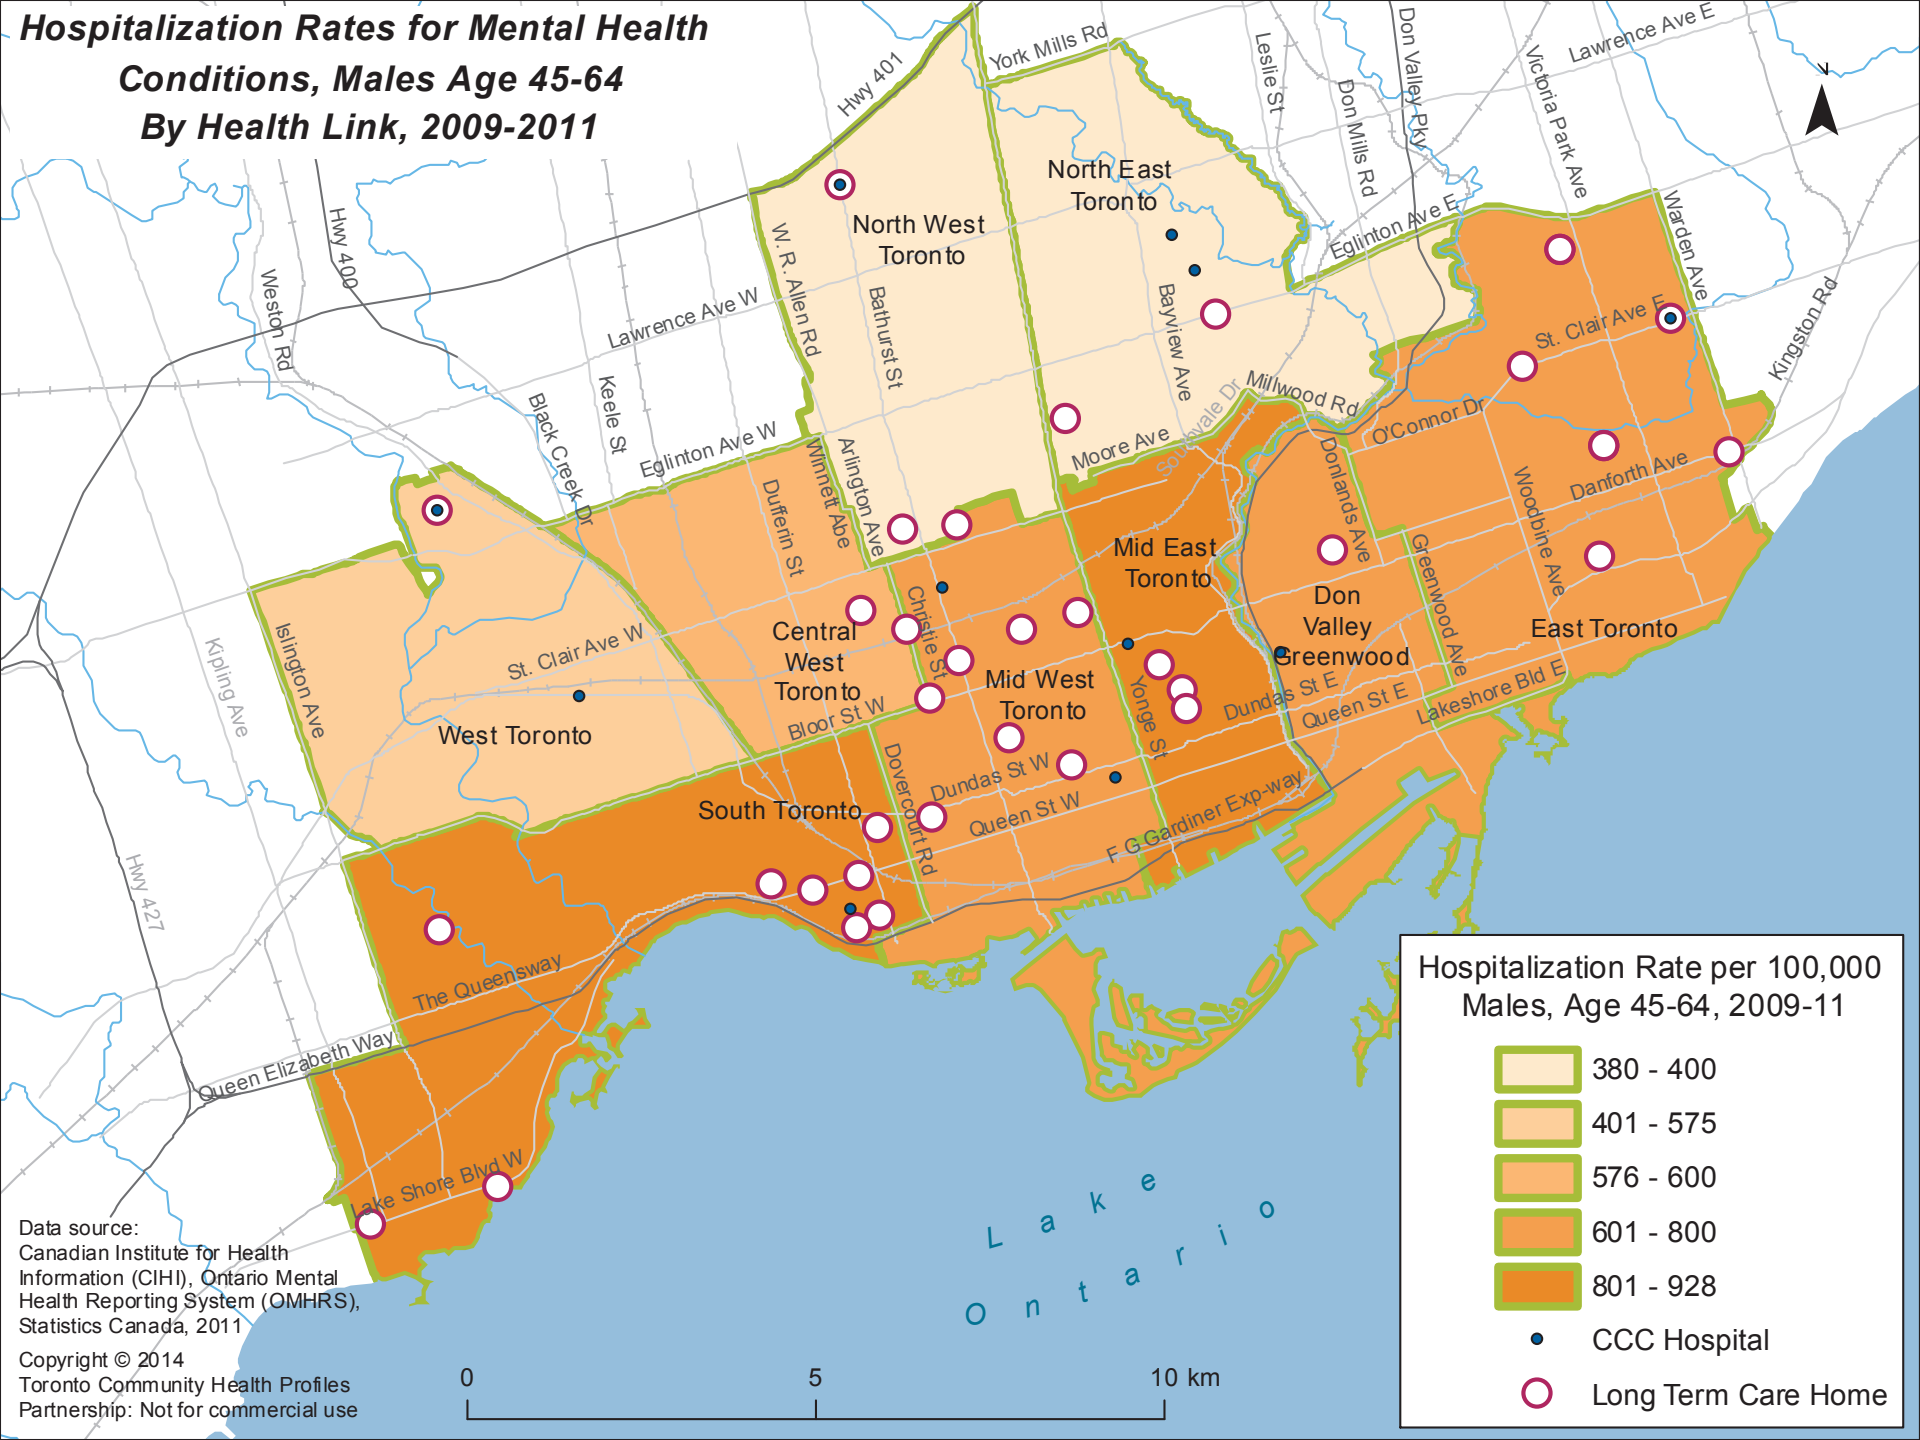 Hospitalization Rates for Mental Health
Conditions, Males Age 45-64
By Health Link, 2009-2011
York Mills Rd
Hwy 401
Leslie St
Don Mills Rd
Don Valley Pky
Victoria Park Ave
Lawrence Ave E
N
North East
Toronto
North West
Toronto
Eglinton Ave E
Warden Ave
Kingston Rd
Hwy 400
Weston Rd
Lawrence Ave W
W. R. Allen Rd
Bathurst St
Bayview Ave
St. Clair Ave E
Keele St
Black Creek Dr
Eglinton Ave W
Winnett Abe
Arlington Ave
Dufferin St
Moore Ave
Southvale Dr
Millwood Rd
O'Connor Dr
Donlands Ave
Danforth Ave
Woodbine Ave
Greenwood Ave
Mid East
Toronto
Don
Valley
Greenwood
East Toronto
Kipling Ave
Islington Ave
St. Clair Ave W
West Toronto
Central
West
Toronto
Christie St
Mid West
Toronto
Bloor St W
Yonge St
Dundas St E
Queen St E
Lakeshore Bld E
South Toronto
Dovercourt Rd
Dundas St W
Queen St W
F G Gardiner Exp-way
Hwy 427
The Queensway
Queen Elizabeth Way
Lake Shore Blvd W
Lake
Ontario
Hospitalization Rate per 100,000
Males, Age 45-64, 2009-11
380 - 400
401 - 575
576 - 600
601 - 800
801 - 928
CCC Hospital
Long Term Care Home
Data source:
Canadian Institute for Health
Information (CIHI), Ontario Mental
Health Reporting System (OMHRS),
Statistics Canada, 2011
Copyright © 2014
Toronto Community Health Profiles
Partnership: Not for commercial use
0 5 10 km